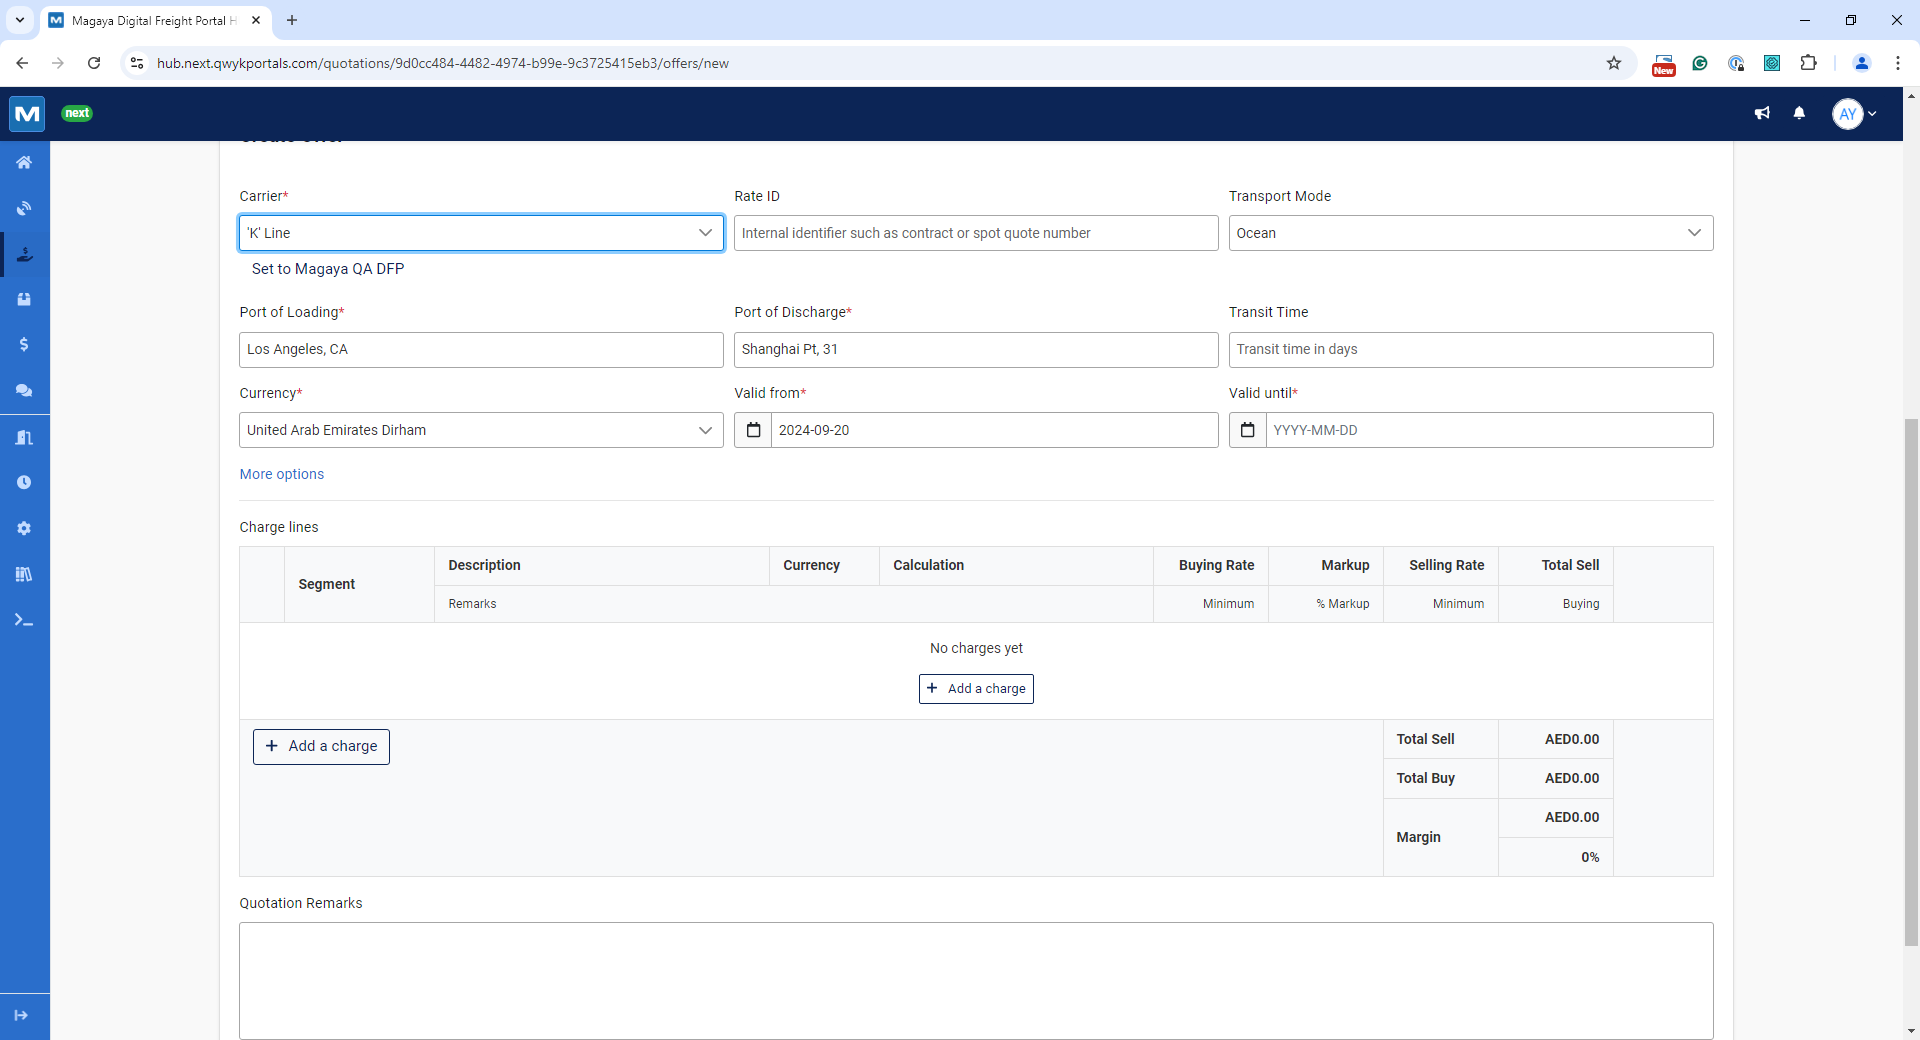 Magaya Digital Freight Portal H
hub.next.qwykportals.com/quotations/9d0cc484-4482-4974-b99e-9c3725415eb3/offers/new
New
M next
AY
Carrier* Rate ID Transport Mode
'K' Line Internal identifier such as contract or spot quote number Ocean
Set to Magaya QA DFP
Port of Loading* Port of Discharge* Transit Time
Los Angeles, CA Shanghai Pt, 31 Transit time in days
Currency* Valid from* Valid until*
United Arab Emirates Dirham 2024-09-20 YYYY-MM-DD
More options
Charge lines
Segment Description Currency Calculation Buying Rate Markup Selling Rate Total Sell
Remarks Minimum % Markup Minimum Buying
No charges yet
+ Add a charge
+ Add a charge
Total Sell AED0.00
Total Buy AED0.00
Margin AED0.00
0%
Quotation Remarks